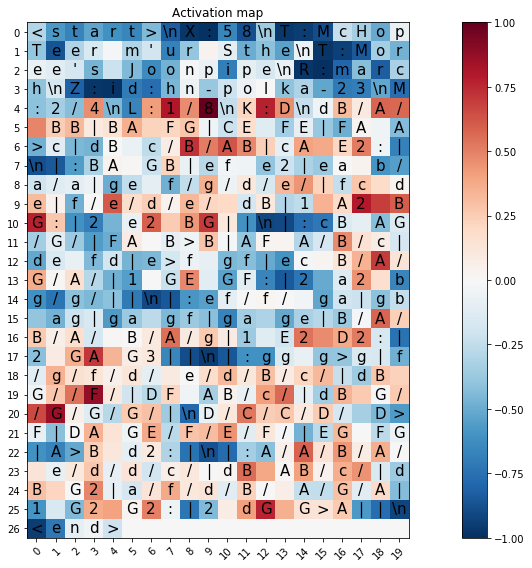 Activation map
0 < s t a r t > \n X : 5 8 \n T : M c H o p
1 T e e r m ' u r S t h e \n T : M o r
2 e e ' s J o o n p i p e \n R : m a r c
3 h \n Z : i d : h n - p o l k a - 2 3 \n M
4 : 2 / 4 \n L : 1 / 8 \n K : D \n d B / A /
5 B B | B A F G | C E F E | F A A
6 > c | d B c / B / A B | c A E 2 : |
7 \n | : B A G B | e f e 2 | e a b /
8 a / a | g e f / g / d / e / | f c d
9 e | f / e / d / e / d B | 1 A 2 | B
10 G : | 2 e 2 B G | | \n | : c B A G
11 / G / | F A B > B | A F A / B / c |
12 d e f d | e > f g f | e c B / A /
13 G / A / | 1 G E G F : | 2 a 2 b
14 g / g / | | \n | : e f / f / g a | g b
15 a g | g a g f | g a g e | B / A /
16 B / A / B / A / g | 1 E 2 D 2 : |
17 2 G A G 3 | | \n | : g g g > g | f
18 / g / f / d / e / d / B / c / | d B
19 G / / F / | D F A B / c / | d B G /
20 / G / G / G / | \n D / C / C / D / D >
21 F | D A G E / F / E / F / | E G F G
22 | A > B d 2 : | \n | : A / A / B / A /
23 e / d / d / c / | d B A B / c / | d
24 B G 2 | a / f / d / B / A / G / A |
25 1 G 2 G 2 : | 2 d G G > A | | \n
26 < e n d >
0 1 2 3 4 5 6 7 8 9 10 11 12 13 14 15 16 17 18 19
1.00
0.75
0.50
0.25
0.00
−0.25
−0.50
−0.75
−1.00